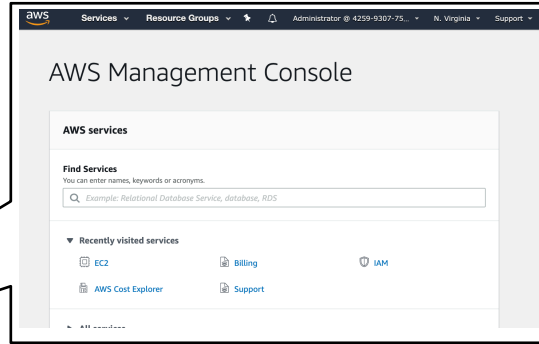 aws Services Resource Groups Administrator @ 4259-9307-75... N. Virginia Support
AWS Management Console
AWS services
Find Services
You can enter names, keywords or acronyms.
Example: Relational Database Service, database, RDS
Recently visited services
EC2 Billing IAM
AWS Cost Explorer Support
All services